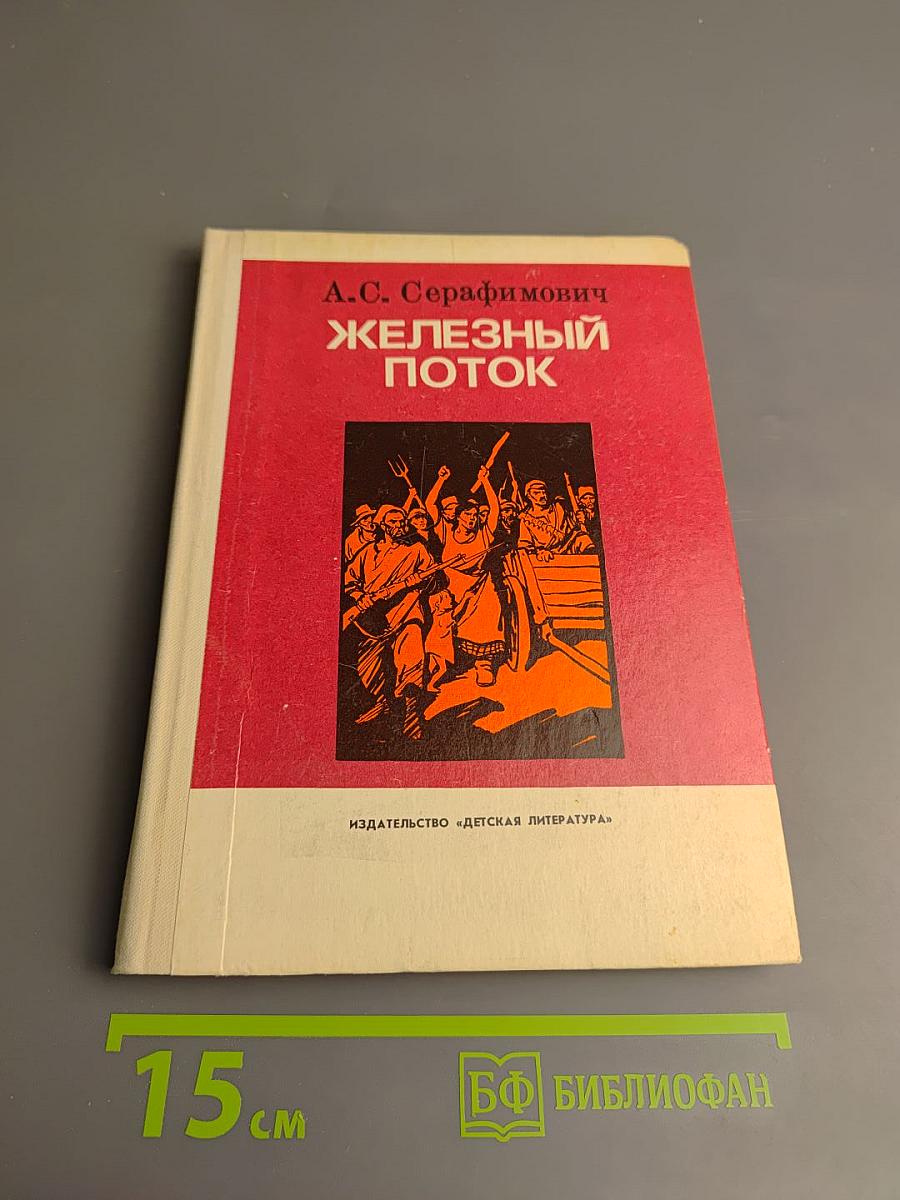 А.С. Серафимович
ЖЕЛЕЗНЫЙ
ПОТОК
ИЗДАТЕЛЬСТВО «ДЕТСКАЯ ЛИТЕРАТУРА»
15 см
БФ БИБЛИОФАН